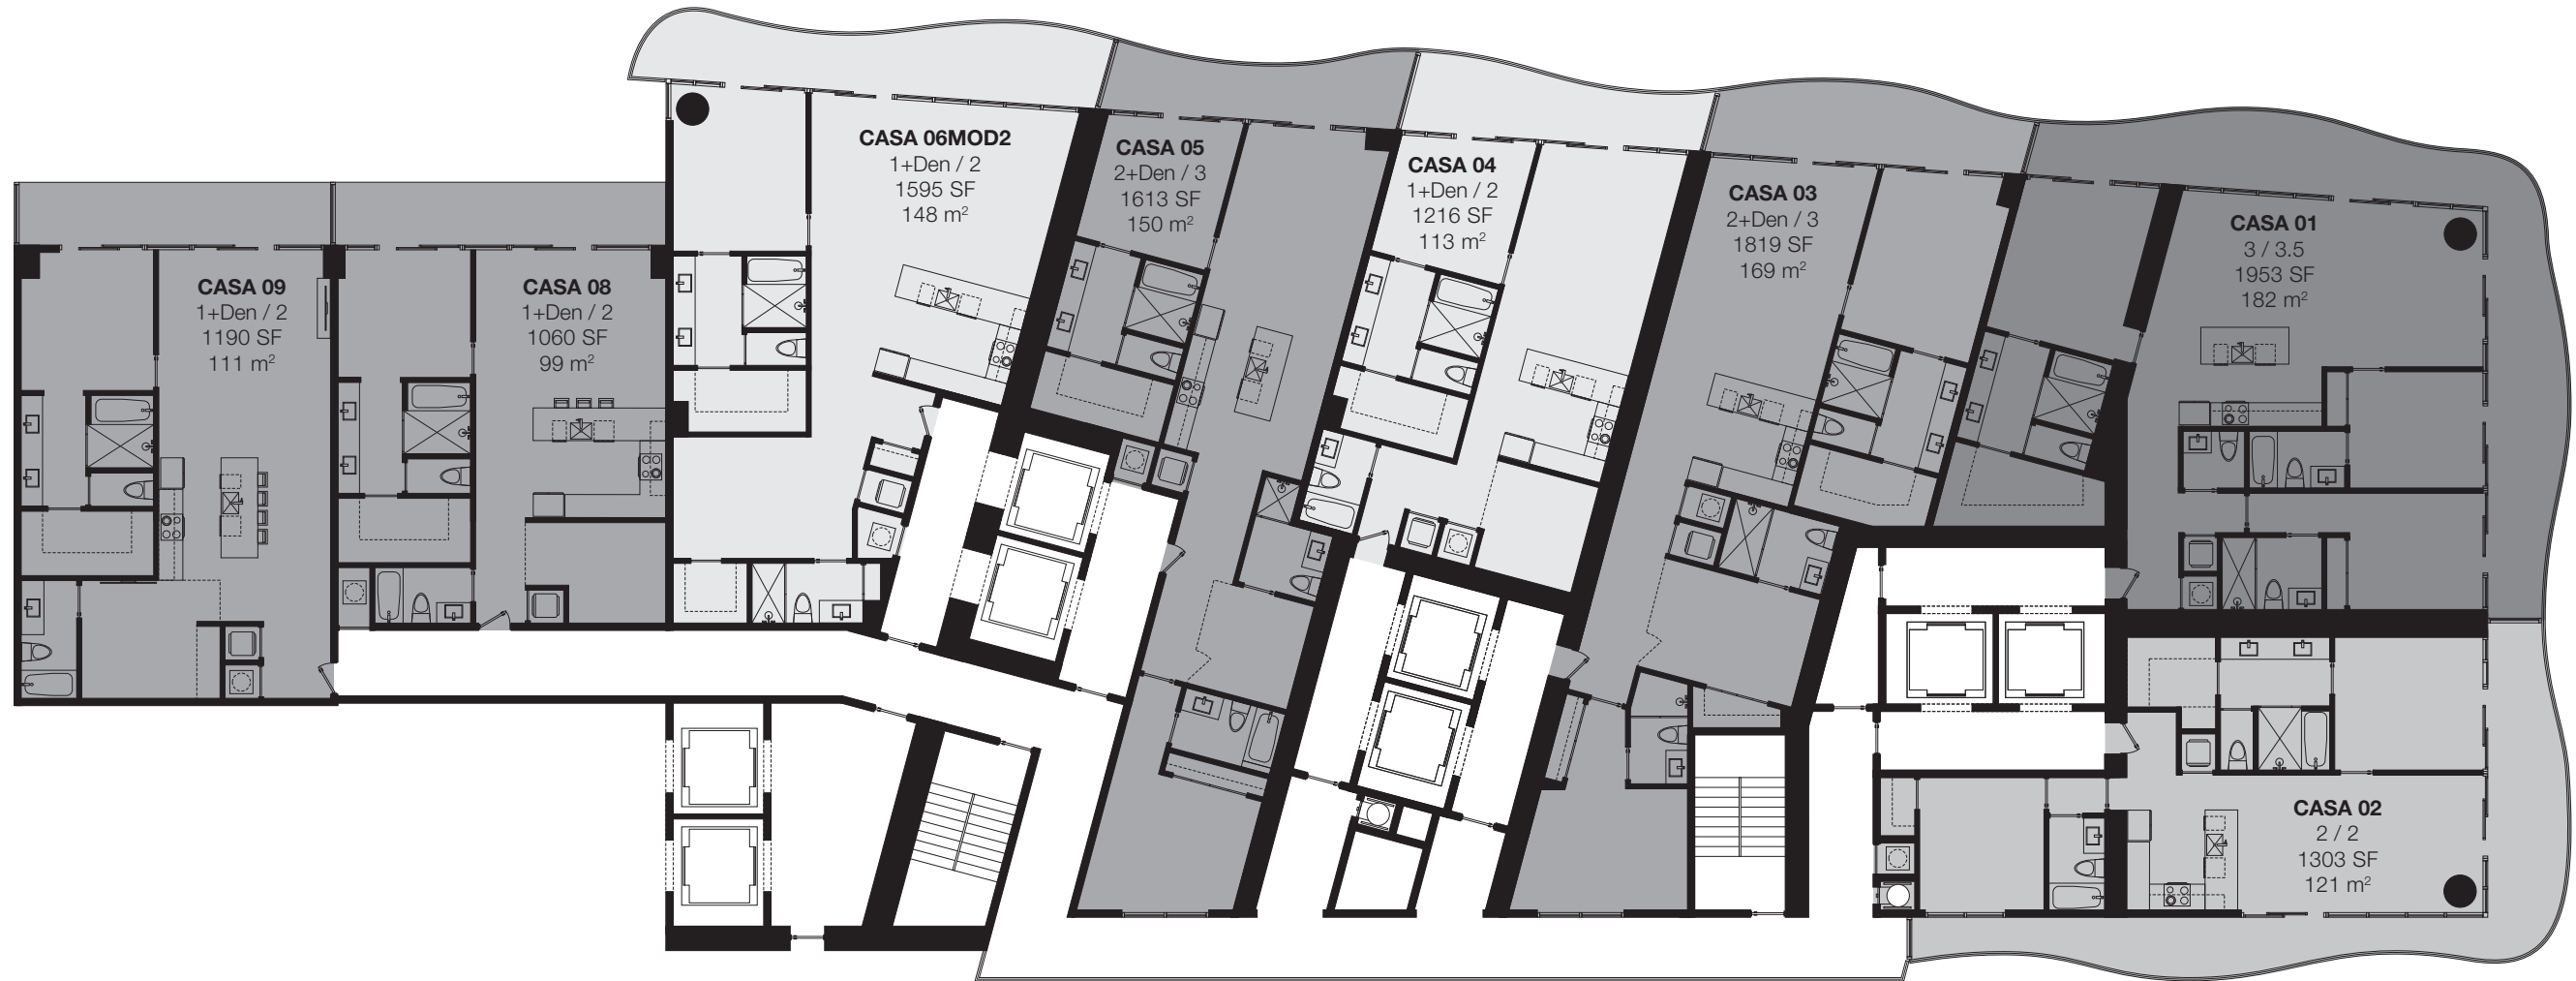 CASA 06MOD2
1+Den / 2
1595 SF
148 m²
CASA 05
2+Den / 3
1613 SF
150 m²
CASA 04
1+Den / 2
1216 SF
113 m²
CASA 03
2+Den / 3
1819 SF
169 m²
CASA 01
3 / 3.5
1953 SF
182 m²
CASA 09
1+Den / 2
1190 SF
111 m²
CASA 08
1+Den / 2
1060 SF
99 m²
CASA 02
2 / 2
1303 SF
121 m²